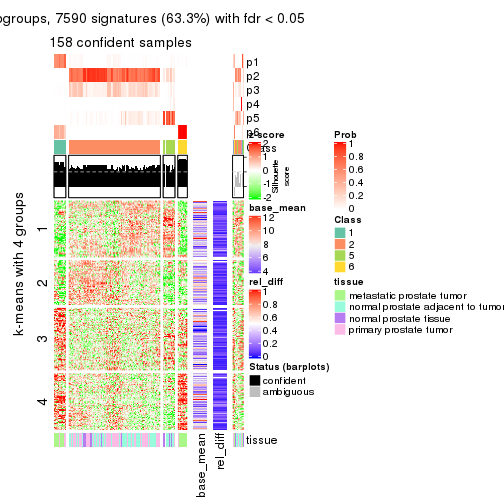 ogroups, 7590 signatures (63.3%) with fdr < 0.05
158 confident samples
p1
p2
p3
p4
p5
p6
Class
1
2
3
4
k-means with 4 groups
base_mean
rel_diff
tissue
z-score
2
1
0
-1
-2
Silhouette
score
base_mean
12
10
8
6
4
rel_diff
1
0.8
0.6
0.4
0.2
0
Status (barplots)
confident
ambiguous
Prob
1
0.8
0.6
0.4
0.2
0
Class
1
2
5
6
tissue
metastatic prostate tumor
normal prostate adjacent to tumor
normal prostate tissue
primary prostate tumor